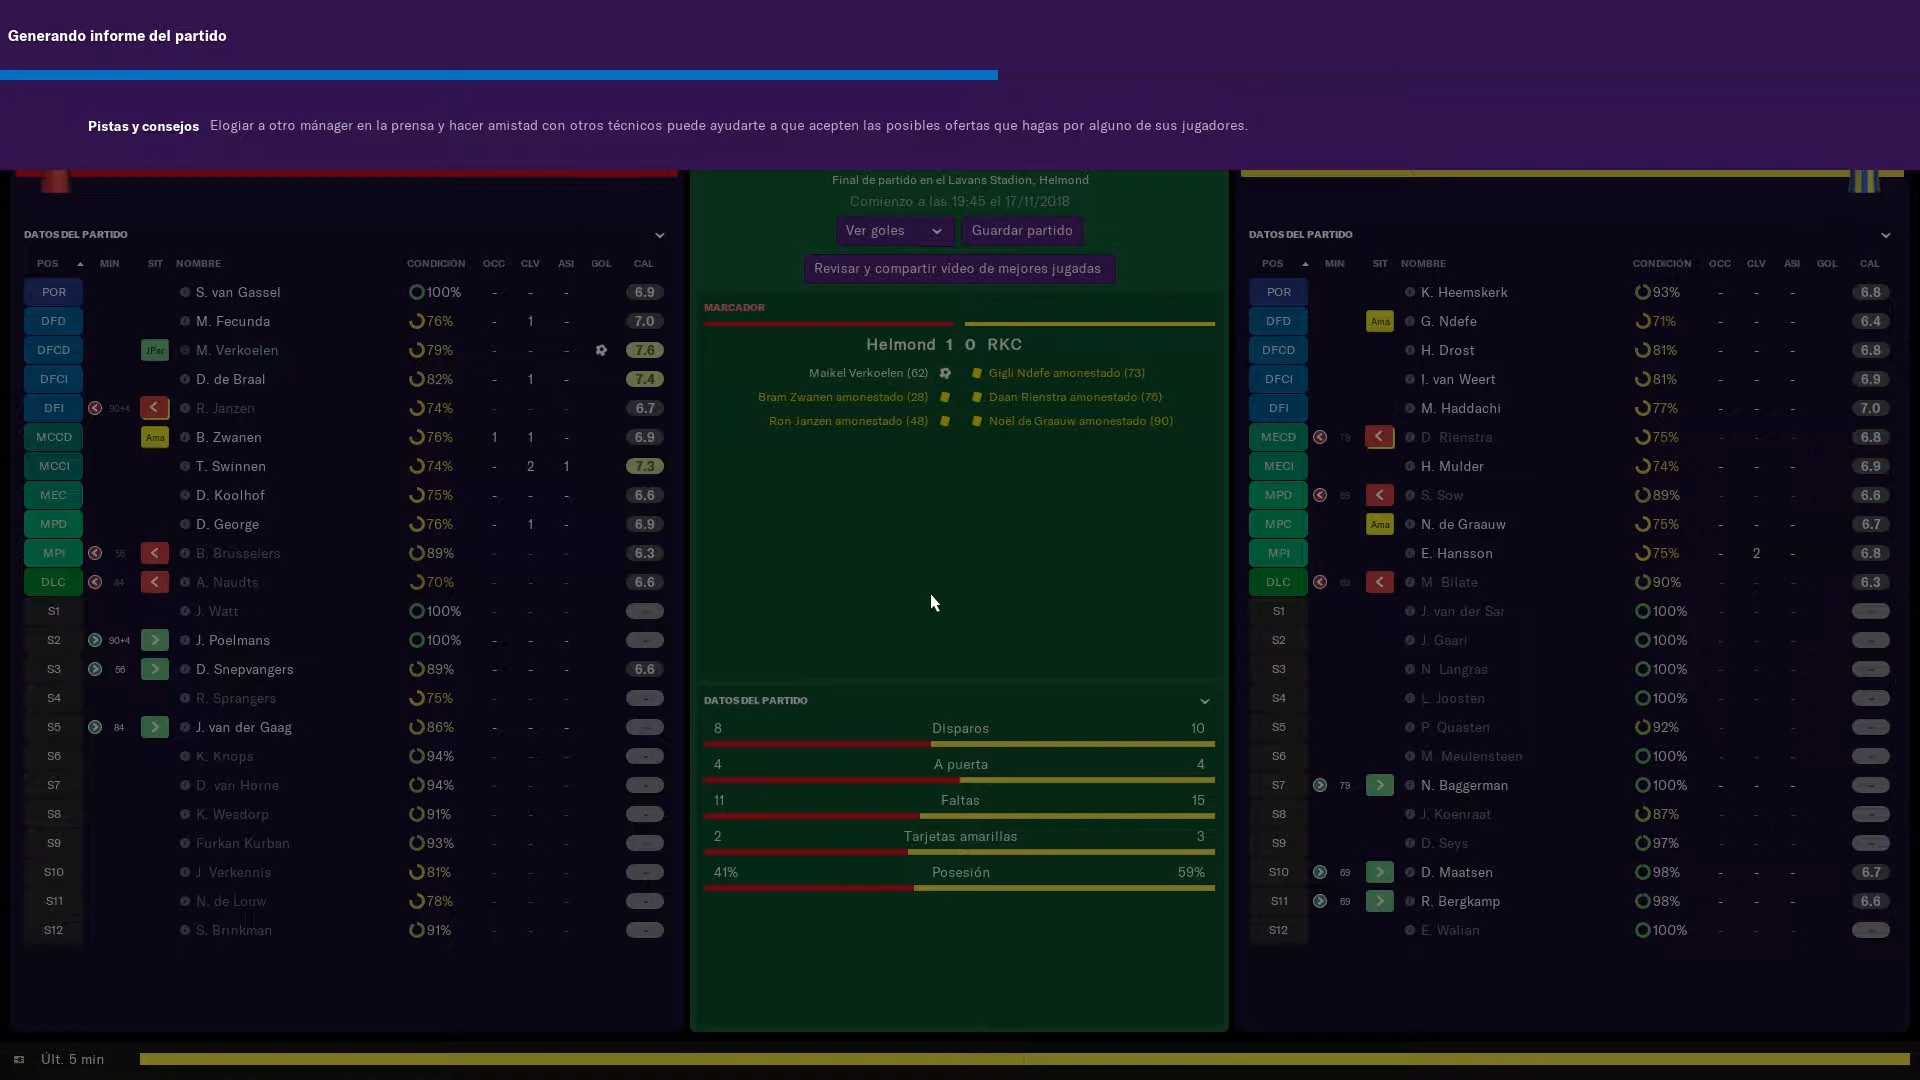 Generando informe del partido
Pistas y consejos Elogiar a otro mánager en la prensa y hacer amistad con otros técnicos puede ayudarte a que acepten las posibles ofertas que hagas por alguno de sus jugadores.
Final de partido en el Lavans Stadion, Helmond
Comienzo a las 19:45 el 17/11/2018
Ver goles Guardar partido
Revisar y compartir vídeo de mejores jugadas
DATOS DEL PARTIDO
POS MIN SIT NOMBRE CONDICIÓN OCC CLV ASI GOL CAL
POR S. van Gassel 100% - - - 6.9
DFD M. Fecunda 76% - 1 - 7.0
DFCD JPar M. Verkoelen 79% - - - 7.6
DFCI D. de Braal 82% - 1 - 7.4
DFI 90+4 R. Janzen 74% - - - 6.7
MCCD Ama B. Zwanen 76% 1 1 - 6.9
MCCI T. Swinnen 74% - 2 1 7.3
MEC D. Koolhof 75% - - - 6.6
MPD D. George 76% - 1 - 6.9
MPI 56 B. Brusselers 89% - - - 6.3
DLC 84 A. Naudts 70% - - - 6.6
S1 J. Watt 100% - - - -
S2 90+4 J. Poelmans 100% - - - -
S3 56 D. Snepvangers 89% - - - 6.6
S4 R. Sprangers 75% - - - -
S5 84 J. van der Gaag 86% - - - -
S6 K. Knops 94% - - - -
S7 D. van Horne 94% - - - -
S8 K. Wesdorp 91% - - - -
S9 Furkan Kurban 93% - - - -
S10 J. Verkennis 81% - - - -
S11 N. de Louw 78% - - - -
S12 S. Brinkman 91% - - - -
MARCADOR
Helmond 1 0 RKC
Maikel Verkoelen (62) Gigli Ndefe amonestado (73)
Bram Zwanen amonestado (28) Daan Rienstra amonestado (76)
Ron Janzen amonestado (48) Noël de Graauw amonestado (90)
DATOS DEL PARTIDO
8 Disparos 10
4 A puerta 4
11 Faltas 15
2 Tarjetas amarillas 3
41% Posesión 59%
DATOS DEL PARTIDO
POS MIN SIT NOMBRE CONDICIÓN OCC CLV ASI GOL CAL
POR K. Heemskerk 93% - - - 6.8
DFD Ama G. Ndefe 71% - - - 6.4
DFCD H. Drost 81% - - - 6.8
DFCI I. van Weert 81% - - - 6.9
DFI M. Haddachi 77% - - - 7.0
MECD 79 D. Rienstra 75% - - - 6.8
MECI H. Mulder 74% - - - 6.9
MPD 69 S. Sow 89% - - - 6.6
MPC Ama N. de Graauw 75% - - - 6.7
MPI E. Hansson 75% - 2 - 6.8
DLC 69 M. Bilate 90% - - - 6.3
S1 J. van der Sar 100% - - - -
S2 J. Gaari 100% - - - -
S3 N. Langras 100% - - - -
S4 L. Joosten 100% - - - -
S5 P. Quasten 92% - - - -
S6 M. Meulensteen 100% - - - -
S7 79 N. Baggerman 100% - - - -
S8 J. Koenraat 87% - - - -
S9 D. Seys 97% - - - -
S10 69 D. Maatsen 98% - - - 6.7
S11 69 R. Bergkamp 98% - - - 6.6
S12 E. Walian 100% - - - -
Últ. 5 min